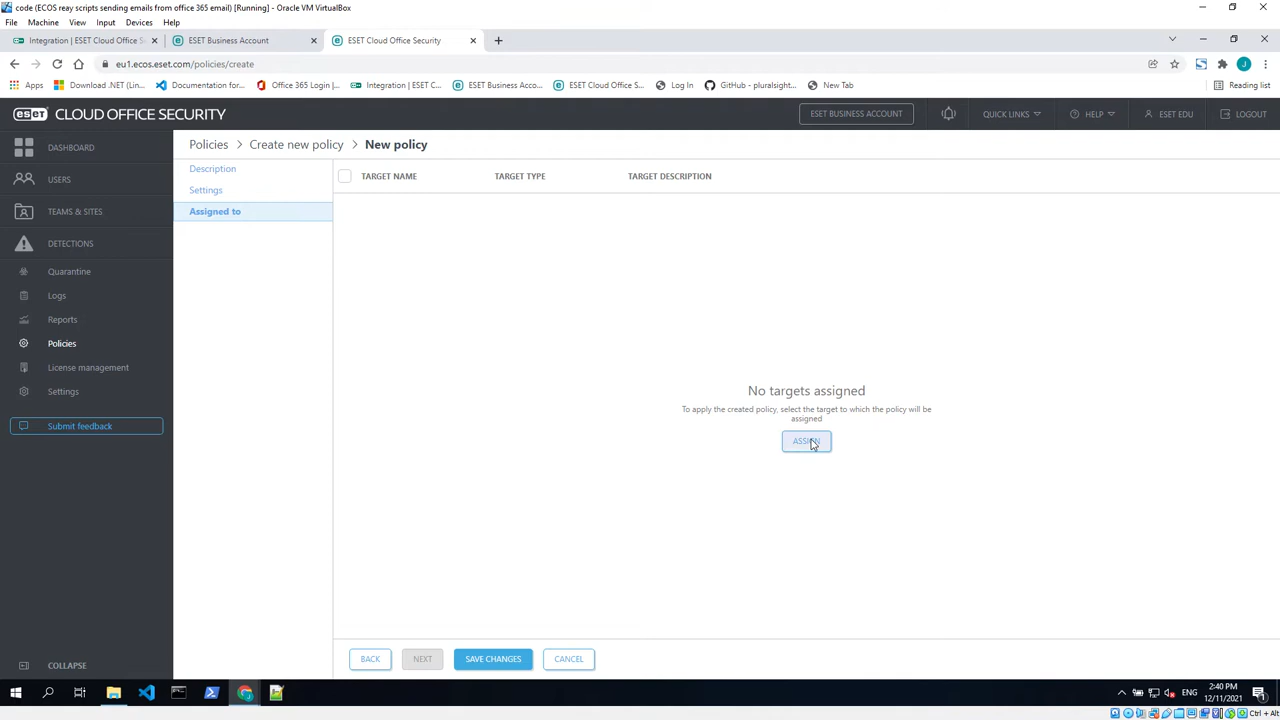 code (ECOS reay scripts sending emails from office 365 email) [Running] - Oracle VM VirtualBox
File Machine View Input Devices Help
Integration | ESET Cloud Office S
ESET Business Account
ESET Cloud Office Security
eu1.ecos.eset.com/policies/create
Apps
Download .NET (Lin...
Documentation for...
Office 365 Login |...
Integration | ESET C...
ESET Business Acco...
ESET Cloud Office S...
Log In
GitHub - pluralsight...
New Tab
Reading list
eset CLOUD OFFICE SECURITY
ESET BUSINESS ACCOUNT
QUICK LINKS
HELP
ESET EDU
LOGOUT
DASHBOARD
USERS
TEAMS & SITES
DETECTIONS
Quarantine
Logs
Reports
Policies
License management
Settings
Submit feedback
COLLAPSE
Policies > Create new policy > New policy
Description
Settings
Assigned to
TARGET NAME TARGET TYPE TARGET DESCRIPTION
No targets assigned
To apply the created policy, select the target to which the policy will be
assigned
ASSIGN
BACK NEXT SAVE CHANGES CANCEL
ENG
2:40 PM
12/11/2021
Ctrl + Alt